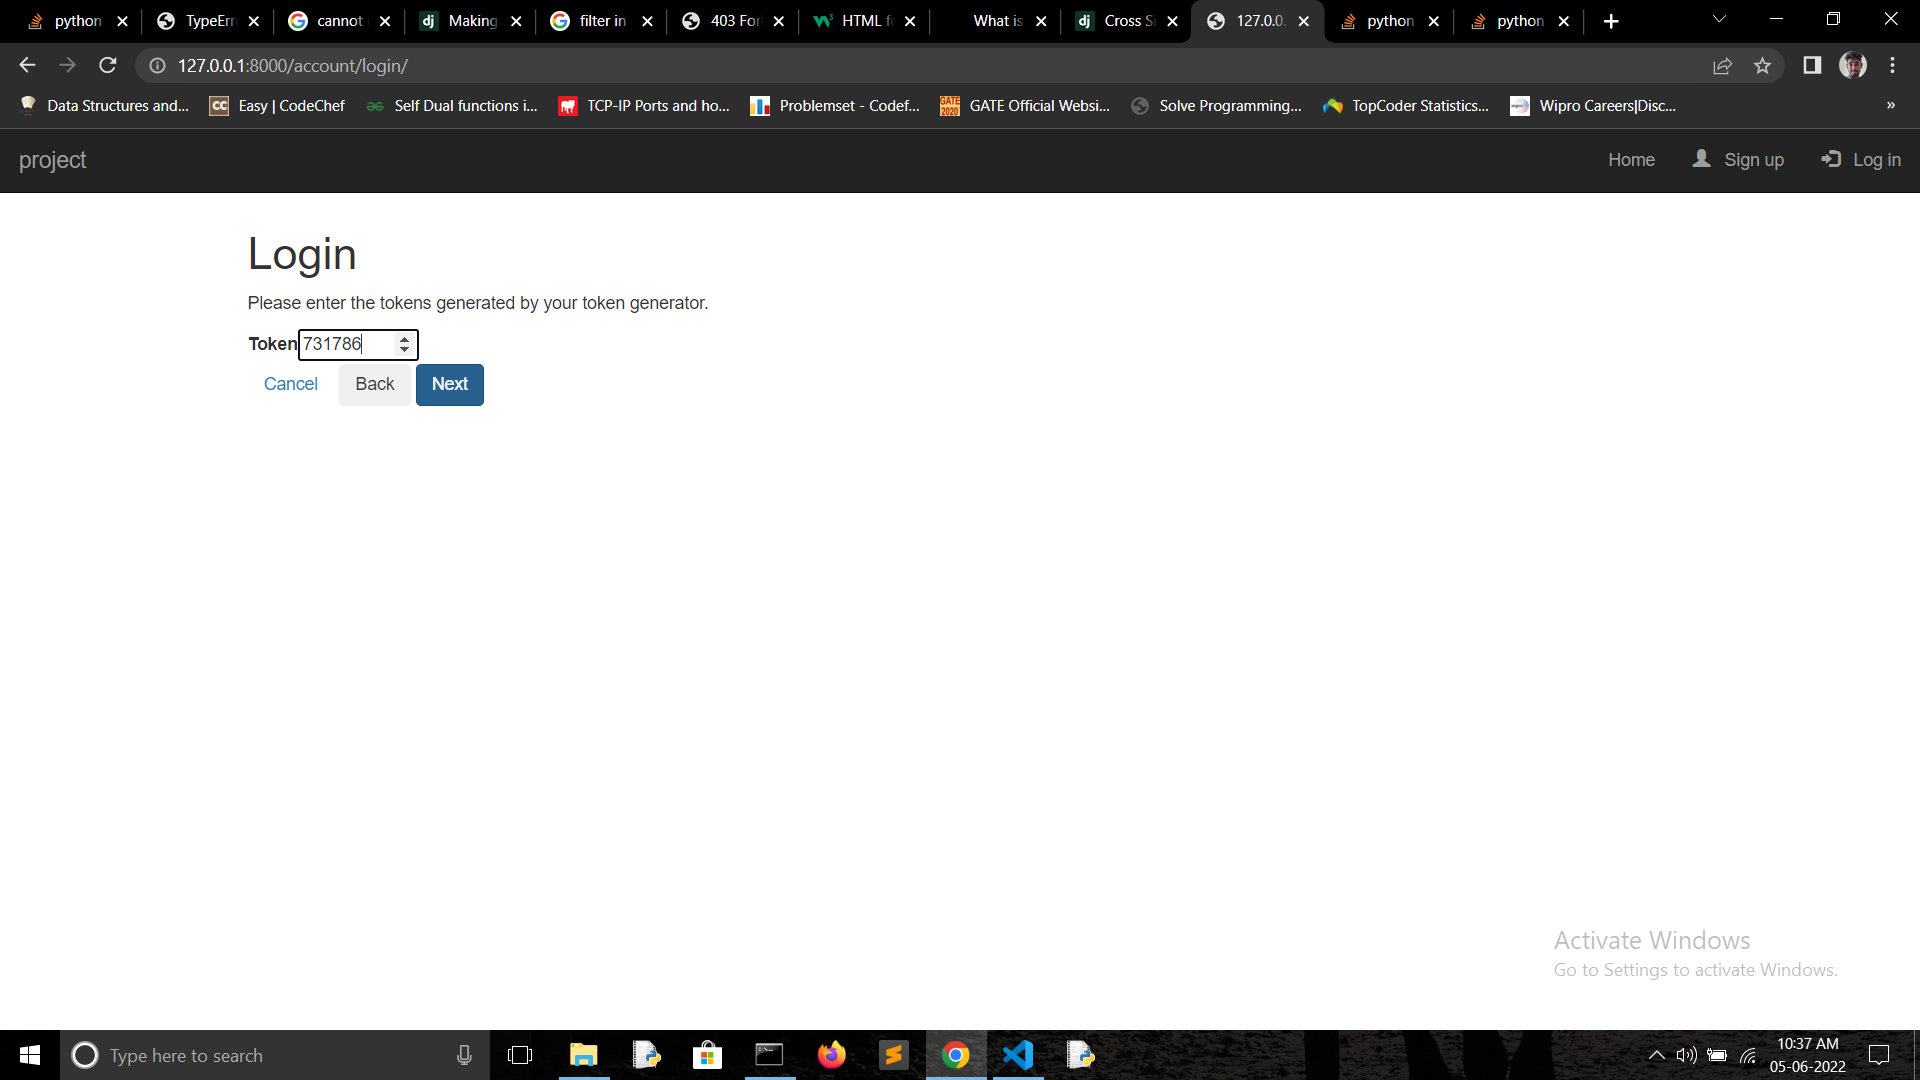 python
TypeErr
cannot
dj Making
filter in
403 For
HTML f
What is
dj Cross Si
127.0.0.
python
python
127.0.0.1:8000/account/login/
Data Structures and...
CC Easy | CodeChef
Self Dual functions i...
TCP-IP Ports and ho...
Problemset - Codef...
GATE 2020 GATE Official Websi...
Solve Programming...
TopCoder Statistics...
Wipro Careers|Disc...
»
project
Home
Sign up
Log in
Login
Please enter the tokens generated by your token generator.
Token 731786
Cancel Back Next
Activate Windows
Go to Settings to activate Windows.
Type here to search
10:37 AM
05-06-2022